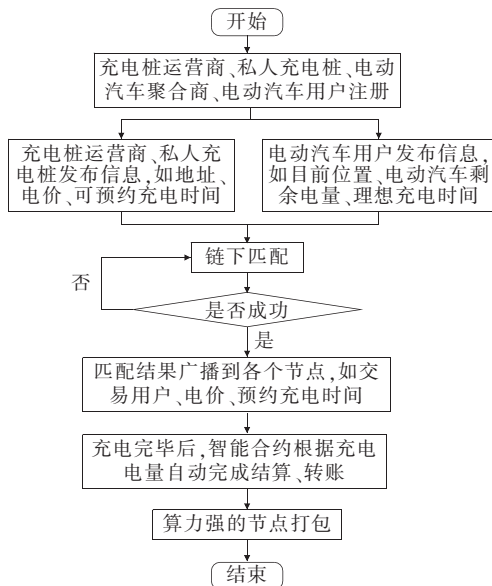 开始
充电桩运营商、私人充电桩、电动
汽车聚合商、电动汽车用户注册
充电桩运营商、私人充
电桩发布信息,如地址、
电价、可预约充电时间
电动汽车用户发布信息,
如目前位置、电动汽车剩
余电量、理想充电时间
链下匹配
否
是否成功
是
匹配结果广播到各个节点,如交
易用户、电价、预约充电时间
充电完毕后,智能合约根据充电
电量自动完成结算、转账
算力强的节点打包
结束